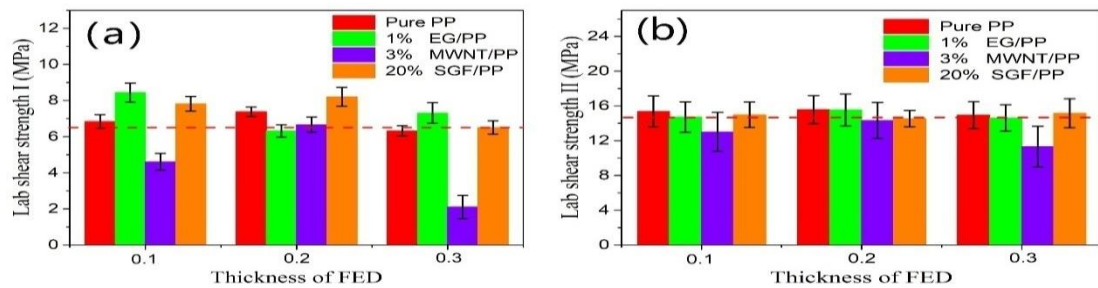 (a)
Pure PP
1% EG/PP
3% MWNT/PP
20% SGF/PP
Lab shear strength I (MPa)
12
10
8
6
4
2
0
0.1
0.2
0.3
Thickness of FED
(b)
Pure PP
1% EG/PP
3% MWNT/PP
20% SGF/PP
Lab shear strength II (MPa)
24
20
16
12
8
4
0
0.1
0.2
0.3
Thickness of FED